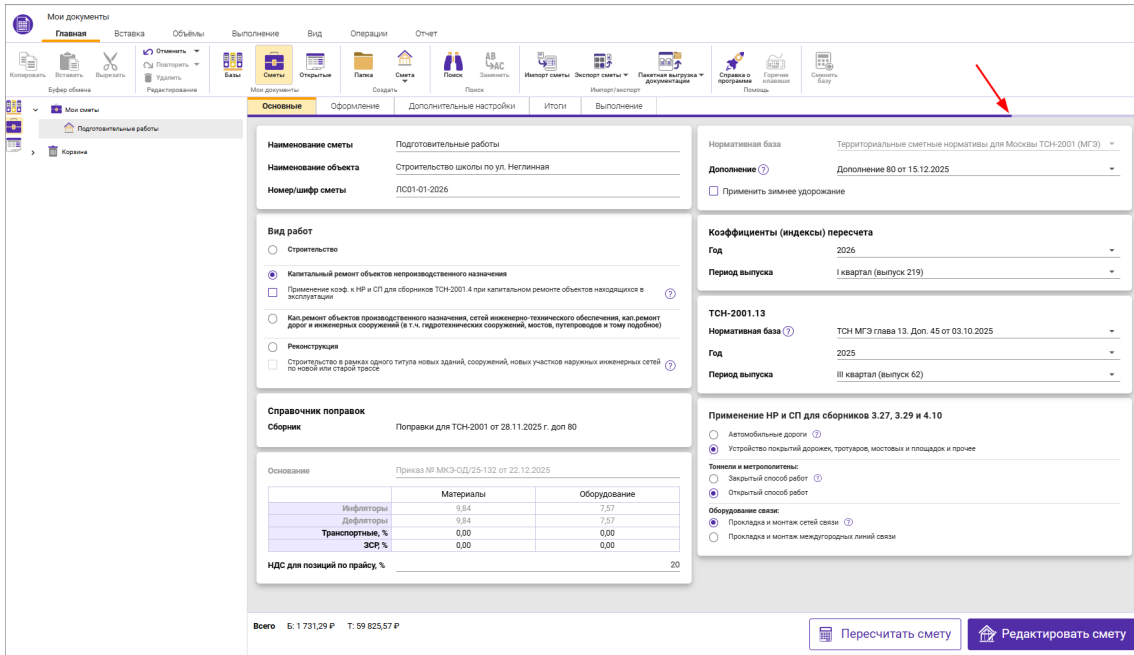 Мои документы
Главная Вставка Объёмы Выполнение Вид Операции Отчет
Копировать Вставить Вырезать Отменить Повторить Удалить Базы Сметы Открытые Папка Смета Поиск Заменить Импорт сметы Экспорт сметы Пакетная выгрузка документации Справка о программе Горячие клавиши Сменить базу
Буфер обмена Редактирование Мои документы Создать Поиск Импорт/экспорт Помощь
Мои сметы
Подготовительные работы
Корзина
Основные Оформление Дополнительные настройки Итоги Выполнение
Наименование сметы Подготовительные работы
Наименование объекта Строительство школы по ул. Неглинная
Номер/шифр сметы ЛС01-01-2026
Вид работ
Строительство
Капитальный ремонт объектов непроизводственного назначения
Применение коэф. к НР и СП для сборников ТСН-2001.4 при капитальном ремонте объектов находящихся в
эксплуатации
Кап.ремонт объектов производственного назначения, сетей инженерно-технического обеспечения, кап.ремонт
дорог и инженерных сооружений (в т.ч. гидротехнических сооружений, мостов, путепроводов и тому подобное)
Реконструкция
Строительство в рамках одного титула новых зданий, сооружений, новых участков наружных инженерных сетей
по новой или старой трассе
Справочник поправок
Сборник Поправки для ТСН-2001 от 28.11.2025 г. доп 80
Основание Приказ № МКЭ-ОД/25-132 от 22.12.2025
Материалы Оборудование
Инфляторы 9,84 7,57
Дефляторы 9,84 7,57
Транспортные, % 0,00 0,00
ЗСР, % 0,00 0,00
НДС для позиций по прайсу, % 20
Нормативная база Территориальные сметные нормативы для Москвы ТСН-2001 (МГЭ)
Дополнение ? Дополнение 80 от 15.12.2025
Применить зимнее удорожание
Коэффициенты (индексы) пересчета
Год 2026
Период выпуска I квартал (выпуск 219)
ТСН-2001.13
Нормативная база ? ТСН МГЭ глава 13. Доп. 45 от 03.10.2025
Год 2025
Период выпуска III квартал (выпуск 62)
Применение НР и СП для сборников 3.27, 3.29 и 4.10
Автомобильные дороги ?
Устройство покрытий дорожек, тротуаров, мостовых и площадок и прочее
Тоннели и метрополитены:
Закрытый способ работ ?
Открытый способ работ
Оборудование связи:
Прокладка и монтаж сетей связи ?
Прокладка и монтаж междугородных линий связи
Всего Б: 1 731,29 ₽ Т: 59 825,57 ₽
Пересчитать смету Редактировать смету